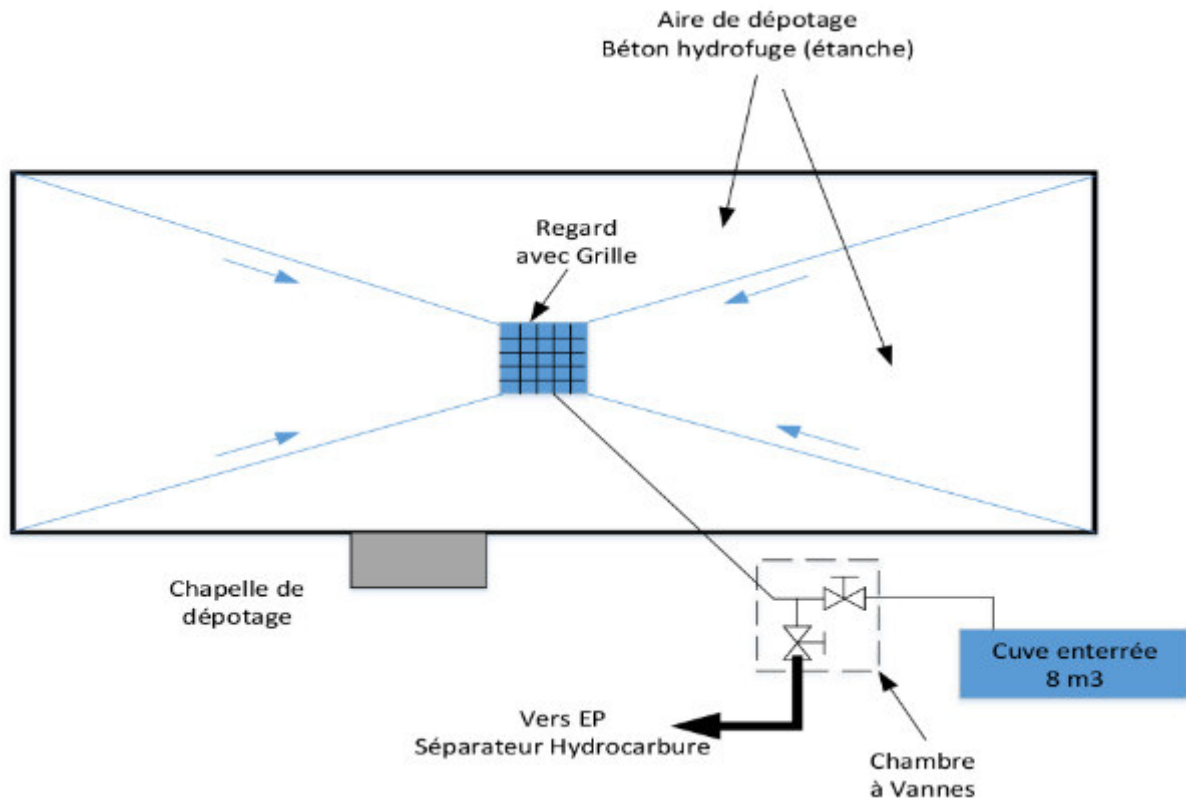 Aire de dépotage
Béton hydrofuge (étanche)
Regard
avec Grille
Chapelle de
dépotage
Cuve enterrée
8 m3
Vers EP
Séparateur Hydrocarbure
Chambre
à Vannes